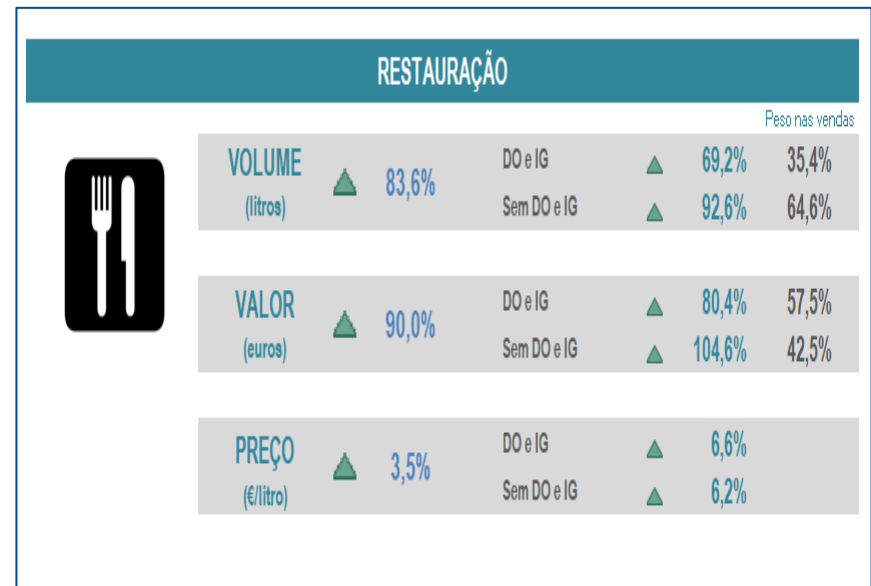 RESTAURAÇÃO
Peso nas vendas
VOLUME
(litros)
83,6%
DO e IG 69,2% 35,4%
Sem DO e IG 92,6% 64,6%
VALOR
(euros)
90,0%
DO e IG 80,4% 57,5%
Sem DO e IG 104,6% 42,5%
PREÇO
(€/litro)
3,5%
DO e IG 6,6%
Sem DO e IG 6,2%